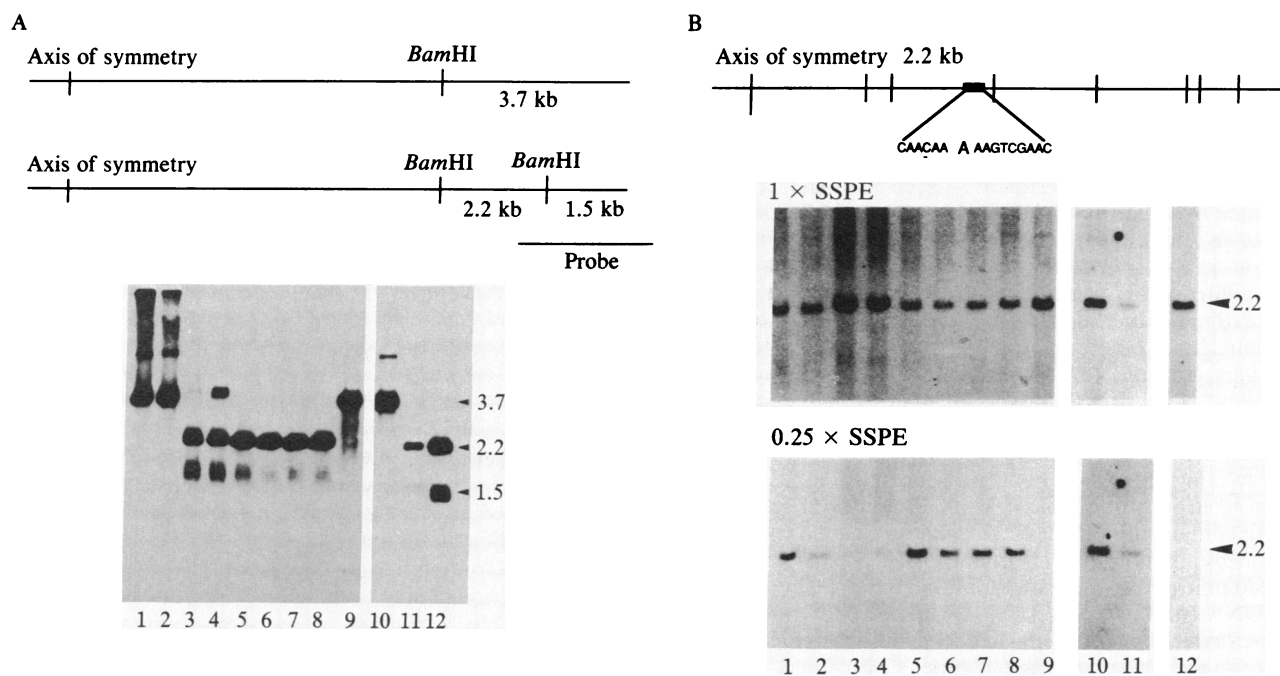 A
Axis of symmetry BamHI
3.7 kb
Axis of symmetry BamHI BamHI
2.2 kb 1.5 kb
Probe
3.7
2.2
1.5
1 2 3 4 5 6 7 8 9 10 11 12
B
Axis of symmetry 2.2 kb
CAACAA A AAGTCGAAC
1 × SSPE
2.2
0.25 × SSPE
2.2
1 2 3 4 5 6 7 8 9 10 11 12